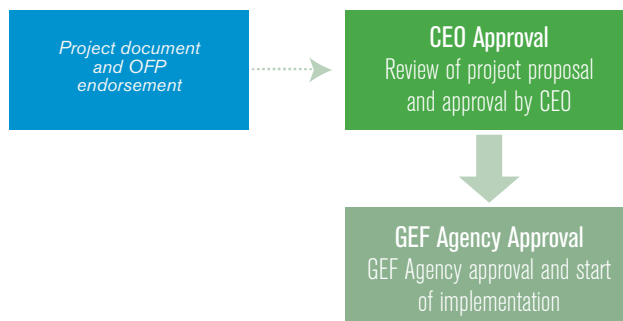 Project document
and OFP
endorsement
CEO Approval
Review of project proposal
and approval by CEO
GEF Agency Approval
GEF Agency approval and start
of implementation